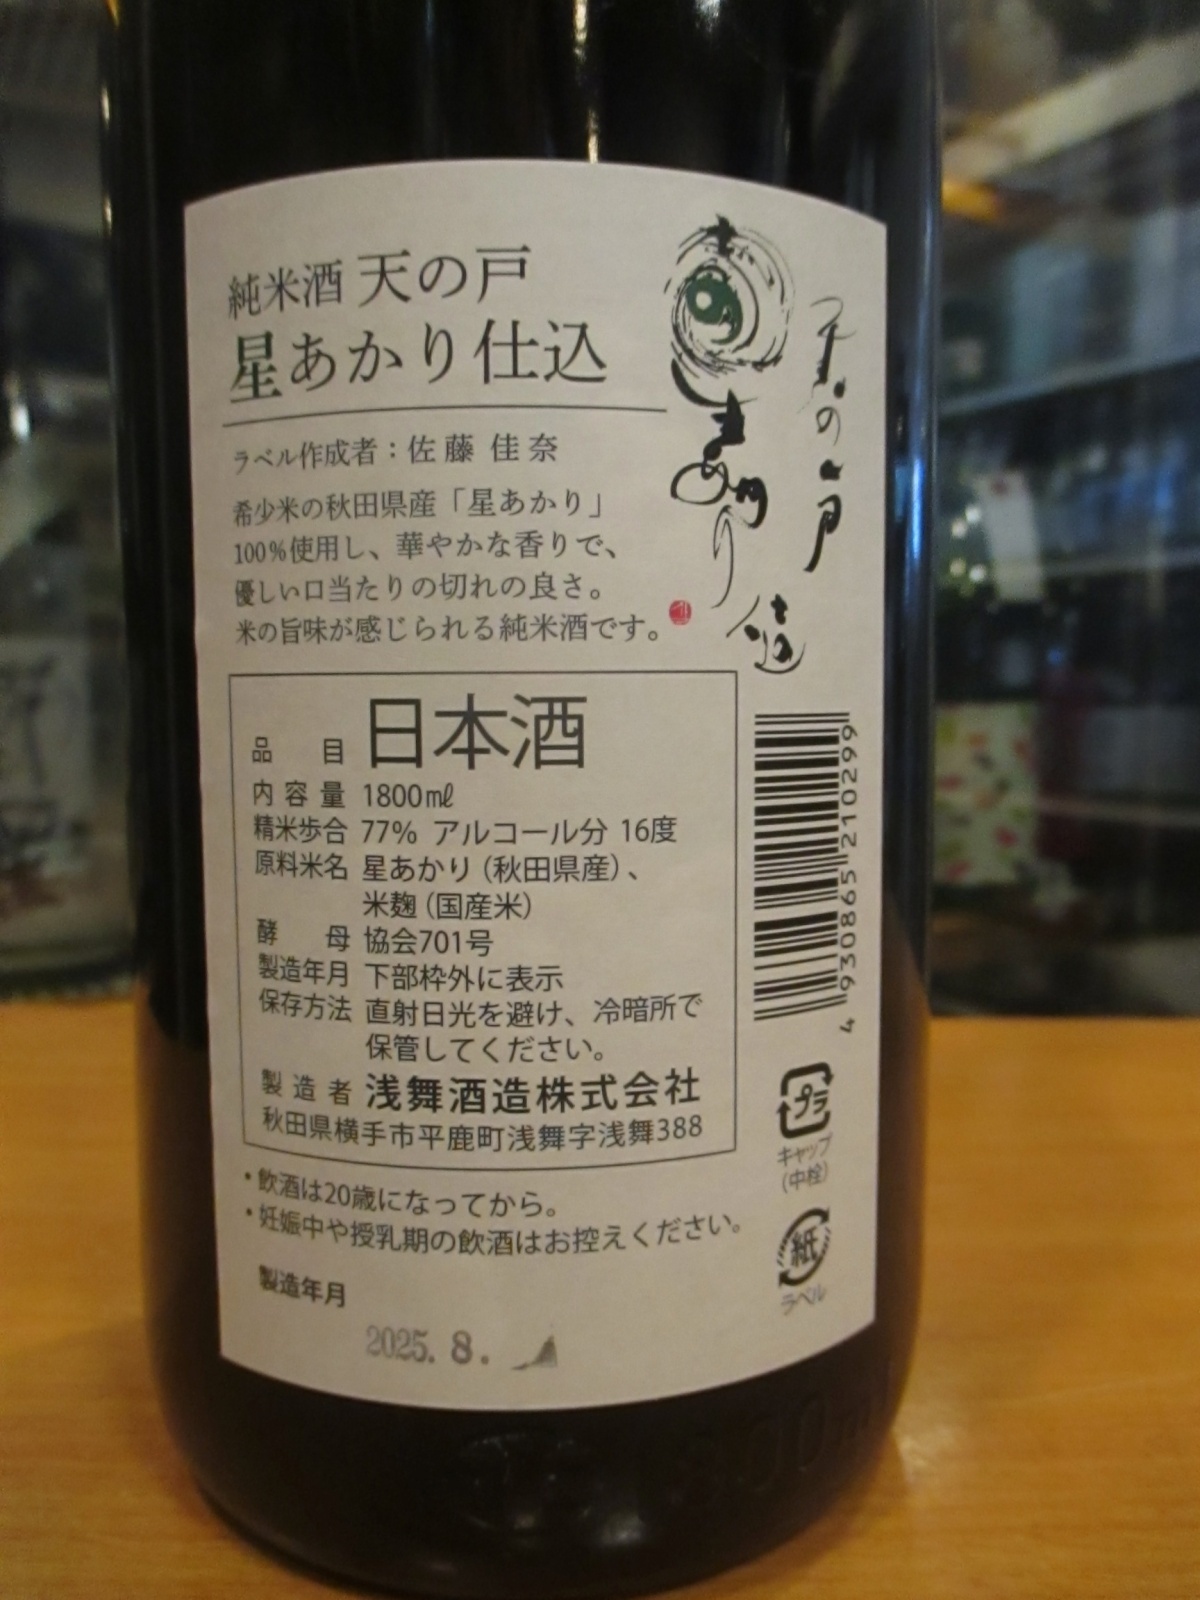 純米酒 天の戸
星あかり仕込
ラベル作成者：佐藤 佳奈
希少米の秋田県産「星あかり」
100%使用し、華やかな香りで、
優しい口当たりの切れの良さ。
米の旨味が感じられる純米酒です。
天の戸
星あかり
仕込
品目 日本酒
内容量 1800㎖
精米歩合 77% アルコール分 16度
原料米名 星あかり（秋田県産）、
米麹（国産米）
酵母 協会701号
製造年月 下部枠外に表示
保存方法 直射日光を避け、冷暗所で
保管してください。
製造者 浅舞酒造株式会社
秋田県横手市平鹿町浅舞字浅舞388
・飲酒は20歳になってから。
・妊娠中や授乳期の飲酒はお控えください。
製造年月
2025. 8.
4 930865 210299
プラ
キャップ
（中栓）
紙
ラベル